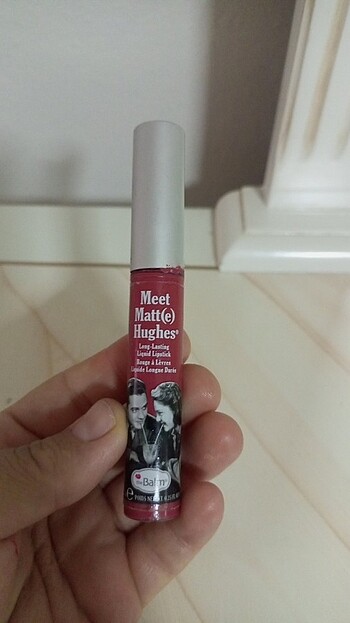 Meet
Matt(e)
Hughes®
Long-Lasting
Liquid Lipstick
Rouge à Lèvres
Liquide Longue Durée
theBalm®